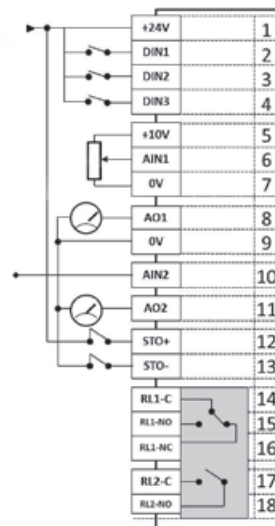 +24V 1
DIN1 2
DIN2 3
DIN3 4
+10V 5
AIN1 6
0V 7
AO1 8
0V 9
AIN2 10
AO2 11
STO+ 12
STO- 13
RL1-C 14
RL1-NO 15
RL1-NC 16
RL2-C 17
RL2-NO 18